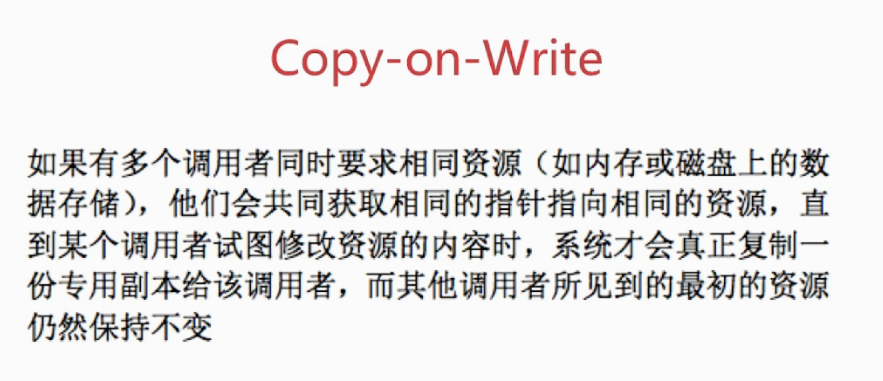 Copy-on-Write
如果有多个调用者同时要求相同资源（如内存或磁盘上的数
据存储），他们会共同获取相同的指针指向相同的资源，直
到某个调用者试图修改资源的内容时，系统才会真正复制一
份专用副本给该调用者，而其他调用者所见到的最初的资源
仍然保持不变